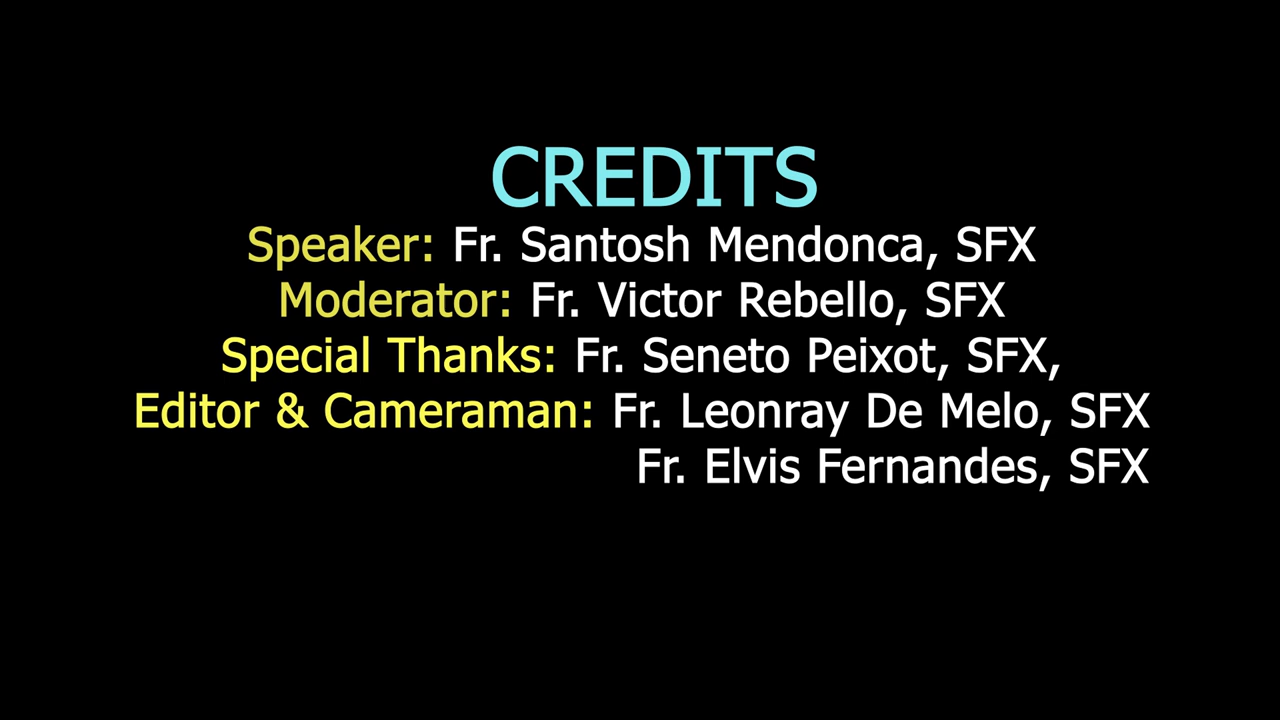 CREDITS
Speaker: Fr. Santosh Mendonca, SFX
Moderator: Fr. Victor Rebello, SFX
Special Thanks: Fr. Seneto Peixot, SFX,
Editor & Cameraman: Fr. Leonray De Melo, SFX
Fr. Elvis Fernandes, SFX